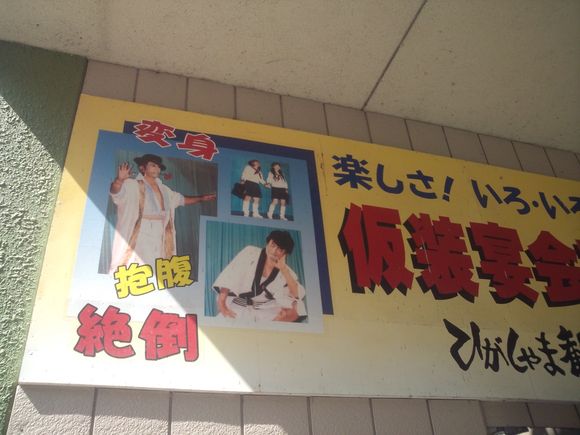 変身
抱腹
絶倒
楽しさ! いろ・いろ
仮装宴会
ひがしやま